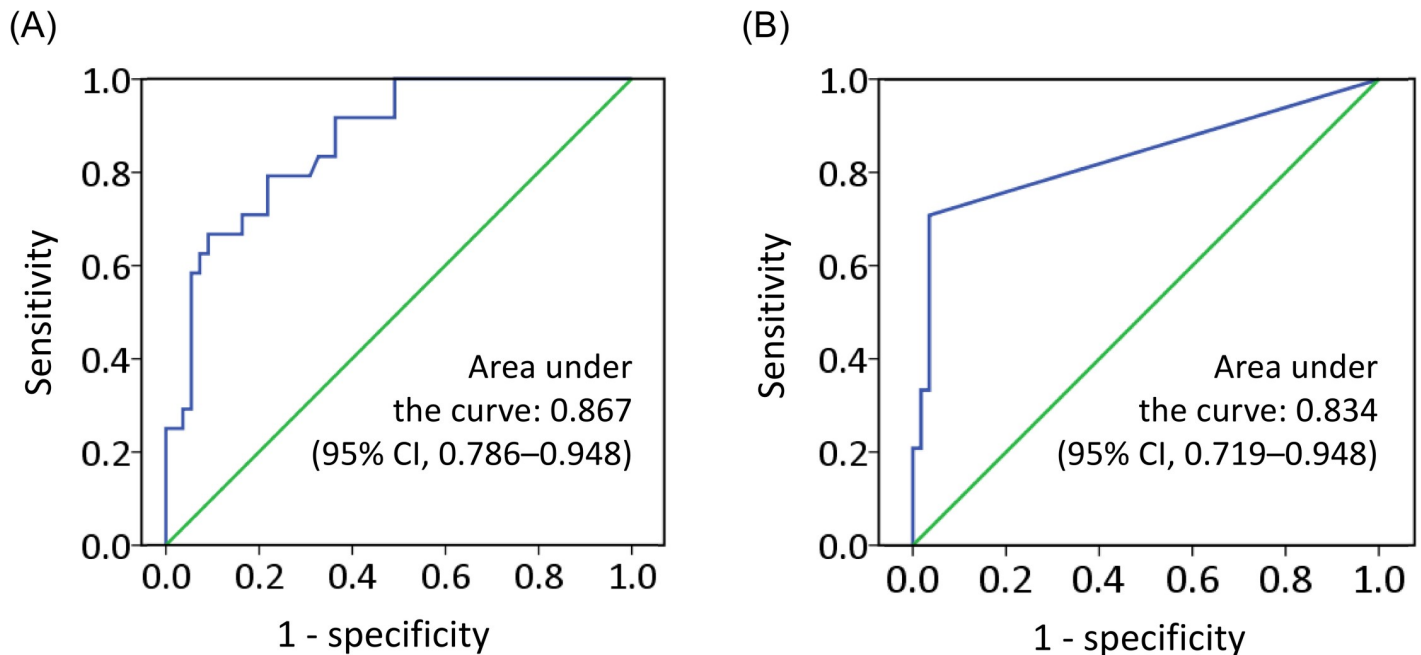 (A)
1.0
0.8
0.6
0.4
0.2
0.0
Sensitivity
Area under
the curve: 0.867
(95% CI, 0.786–0.948)
0.0 0.2 0.4 0.6 0.8 1.0
1 - specificity
(B)
1.0
0.8
0.6
0.4
0.2
0.0
Sensitivity
Area under
the curve: 0.834
(95% CI, 0.719–0.948)
0.0 0.2 0.4 0.6 0.8 1.0
1 - specificity